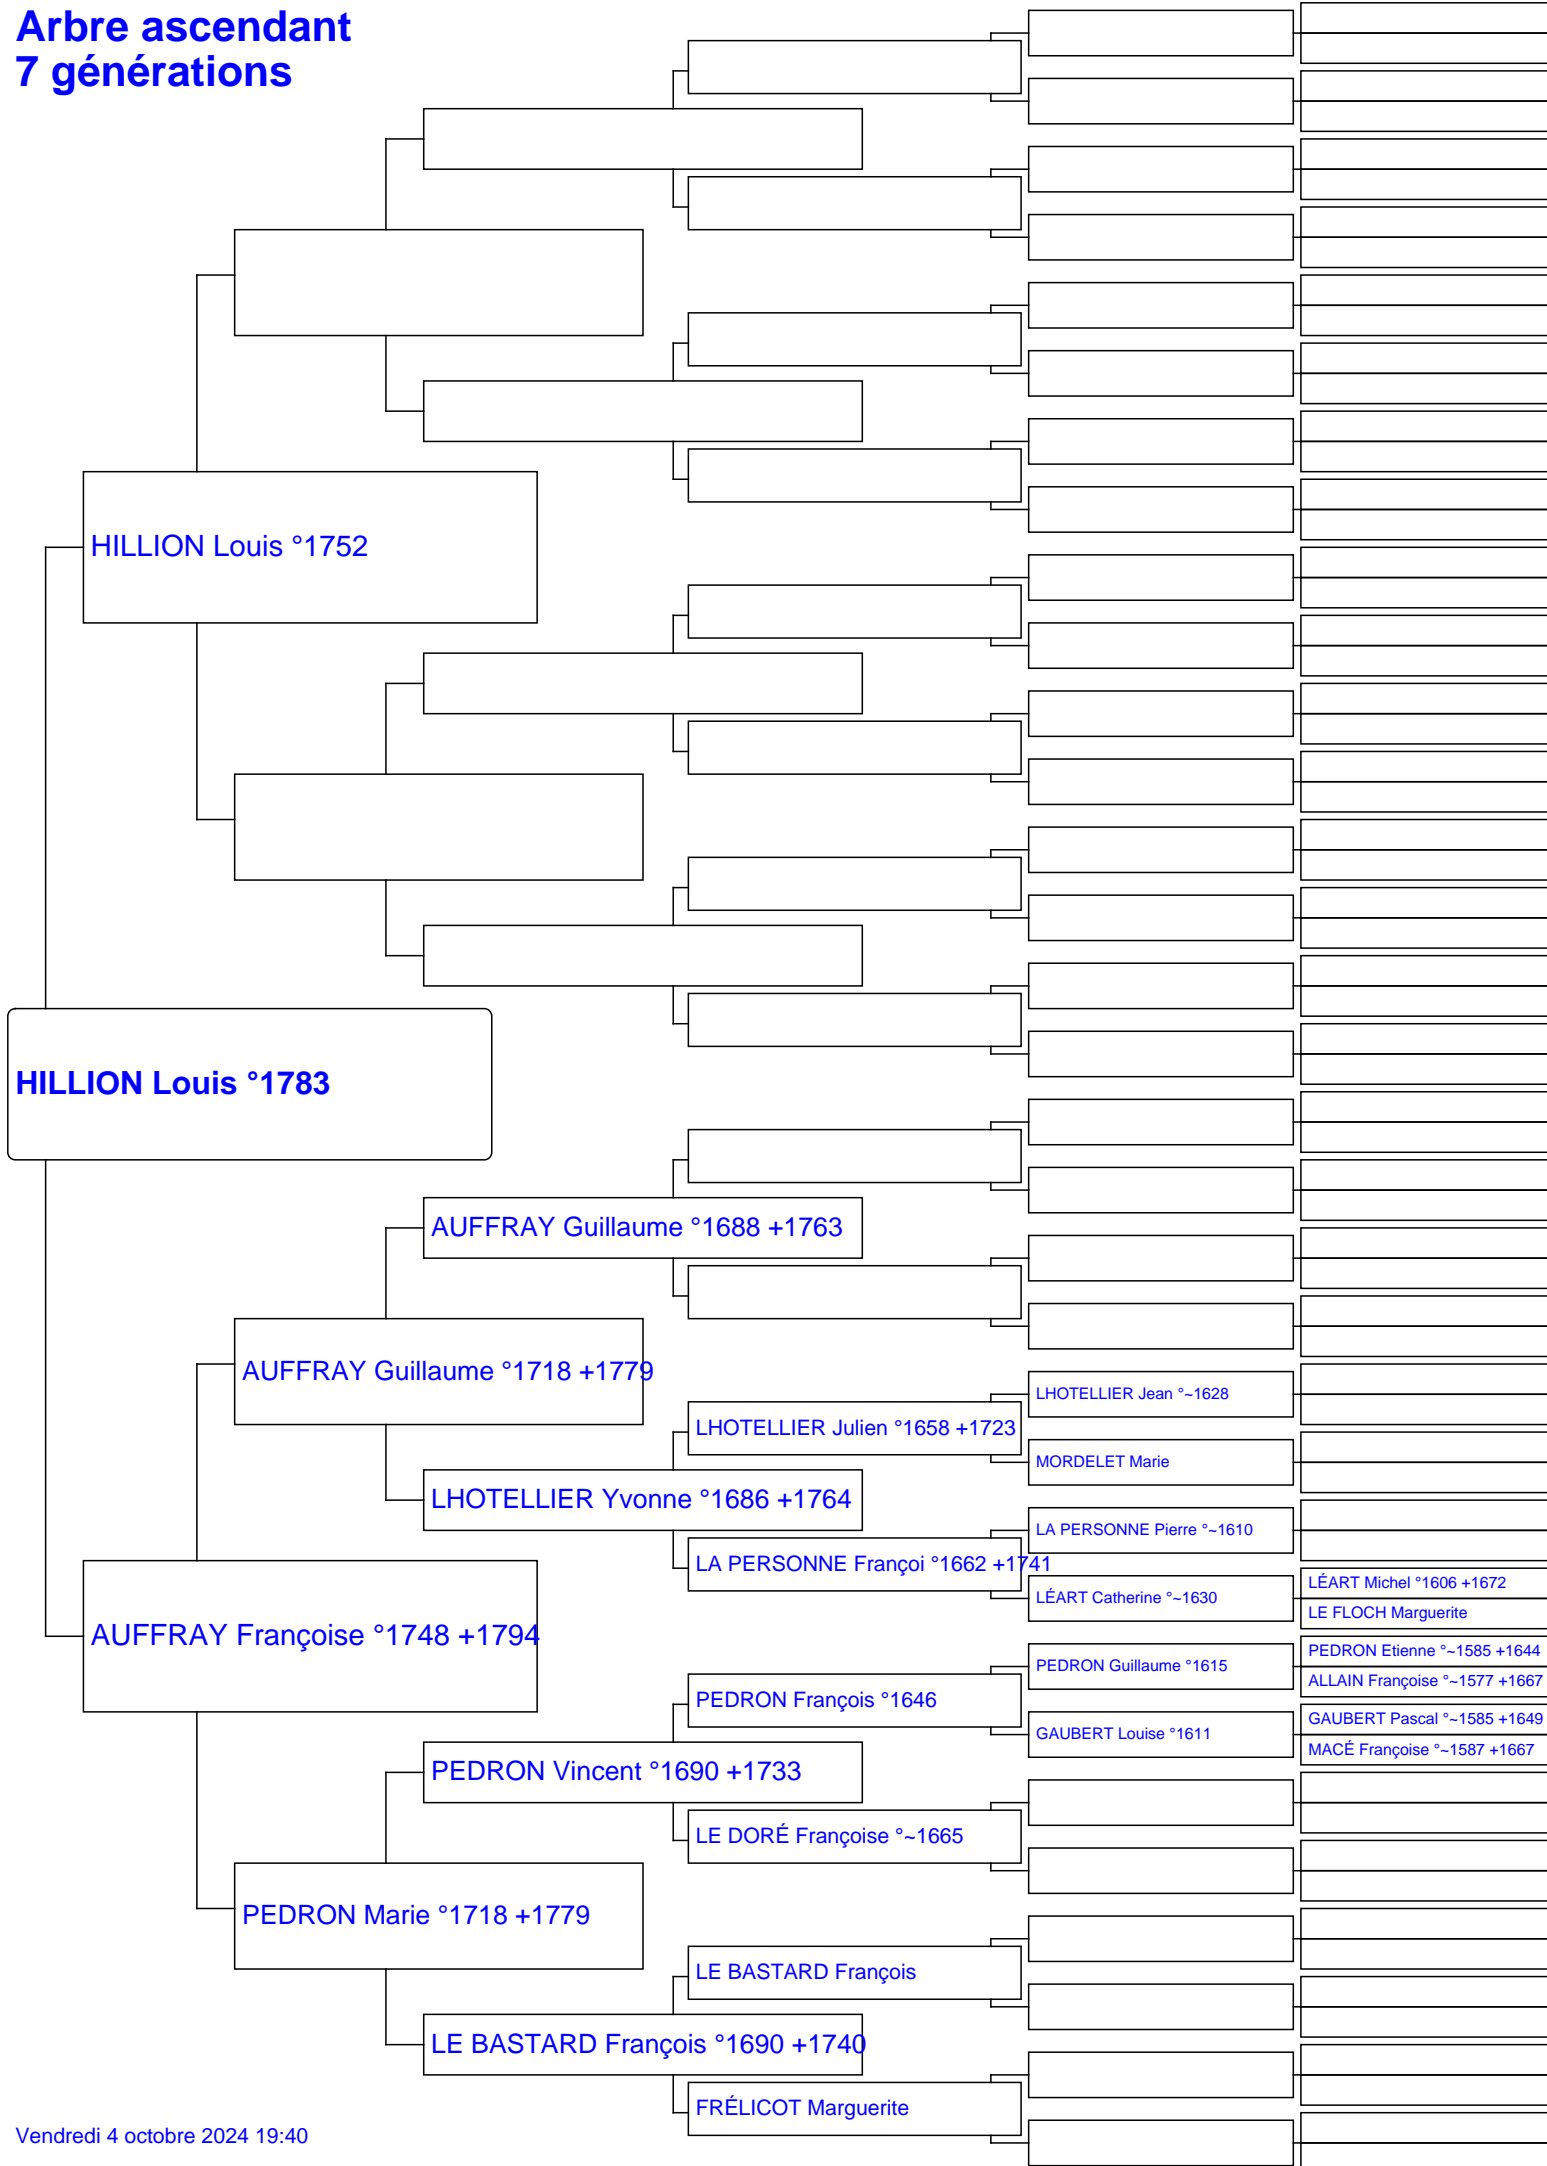 Arbre ascendant
7 générations
HILLION Louis °1752
HILLION Louis °1783
AUFFRAY Guillaume °1688 +1763
AUFFRAY Guillaume °1718 +1779
LHOTELLIER Jean °~1628
LHOTELLIER Julien °1658 +1723
MORDELET Marie
LHOTELLIER Yvonne °1686 +1764
LA PERSONNE Pierre °~1610
LA PERSONNE Françoi °1662 +1741
LÉART Catherine °~1630
LÉART Michel °1606 +1672
LE FLOCH Marguerite
AUFFRAY Françoise °1748 +1794
PEDRON Etienne °~1585 +1644
PEDRON Guillaume °1615
ALLAIN Françoise °~1577 +1667
PEDRON François °1646
GAUBERT Pascal °~1585 +1649
GAUBERT Louise °1611
MACÉ Françoise °~1587 +1667
PEDRON Vincent °1690 +1733
LE DORÉ Françoise °~1665
PEDRON Marie °1718 +1779
LE BASTARD François
LE BASTARD François °1690 +1740
FRÉLICOT Marguerite
Vendredi 4 octobre 2024 19:40